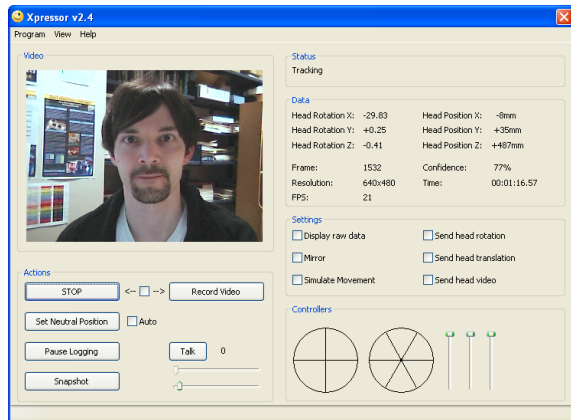 Xpressor v2.4
Program View Help
Video
Status
Tracking
Data
Head Rotation X: -29.83 Head Position X: -8mm
Head Rotation Y: +0.25 Head Position Y: +35mm
Head Rotation Z: -0.41 Head Position Z: +487mm
Frame: 1532 Confidence: 77%
Resolution: 640x480 Time: 00:01:16.57
FPS: 21
Settings
Display raw data Send head rotation
Mirror Send head translation
Simulate Movement Send head video
Actions
STOP <-- --> Record Video
Set Neutral Position Auto
Pause Logging Talk 0
Snapshot
Controllers